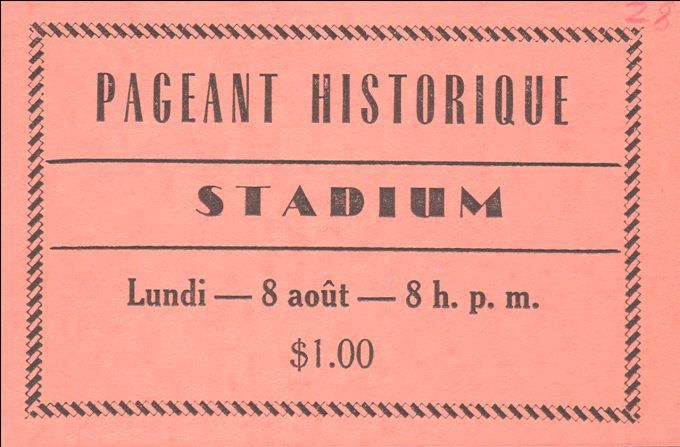 28
PAGEANT HISTORIQUE
STADIUM
Lundi — 8 août — 8 h. p. m.
$1.00